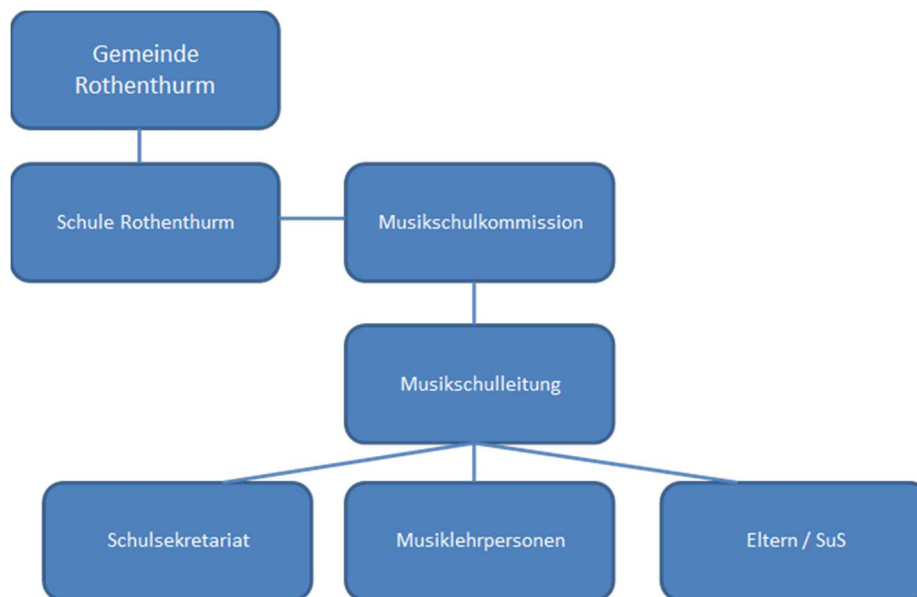 Gemeinde
Rothenthurm
Schule Rothenthurm
Musikschulkommission
Musikschulleitung
Schulsekretariat
Musiklehrpersonen
Eltern / SuS